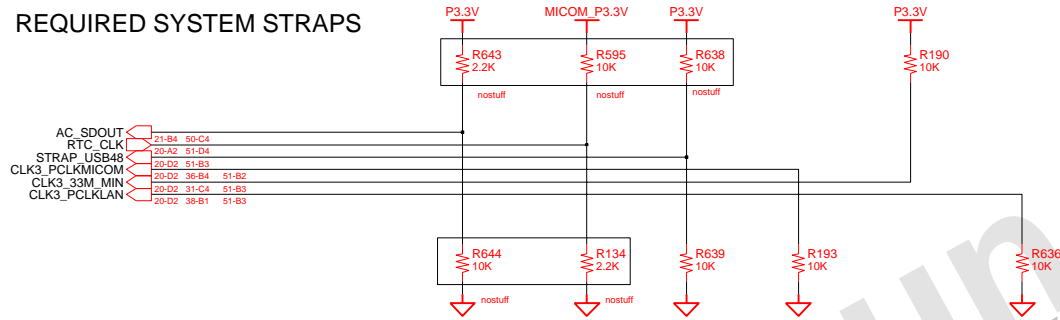 REQUIRED SYSTEM STRAPS
P3.3V
MICOM_P3.3V
P3.3V
P3.3V
R643
2.2K
R595
10K
R638
10K
R190
10K
nostuff
nostuff
nostuff
AC_SDOUT
21-B4 50-C4
RTC_CLK
20-A2 51-D4
STRAP_USB48
20-D2 51-B3
CLK3_PCLKMICOM
20-D2 36-B4 51-B2
CLK3_33M_MIN
20-D2 31-C4 51-B3
CLK3_PCLKLAN
20-D2 38-B1 51-B3
R644
10K
R134
2.2K
R639
10K
R193
10K
R636
10K
nostuff
nostuff
un